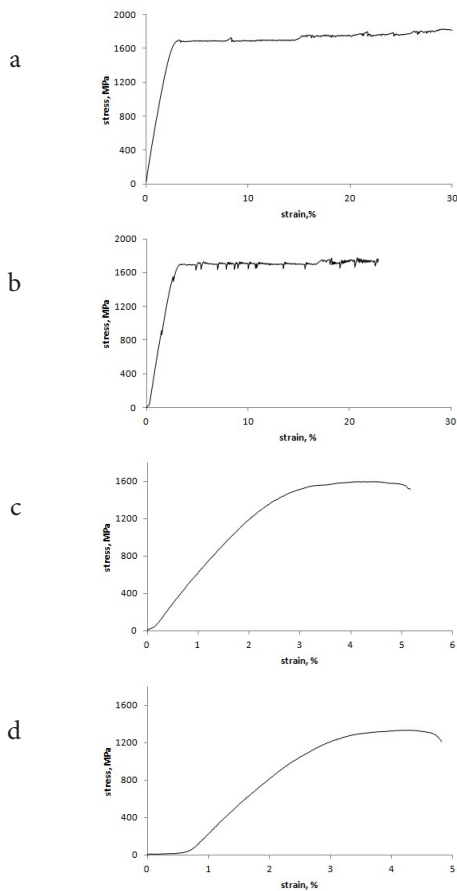 a
stress, MPa
2000
1600
1200
800
400
0
0 10 20 30
strain,%
b
stress, MPa
2000
1600
1200
800
400
0
0 10 20 30
strain, %
c
stress, MPa
1600
1200
800
400
0
0 1 2 3 4 5 6
strain, %
d
stress, MPa
1600
1200
800
400
0
0 1 2 3 4 5
strain, %